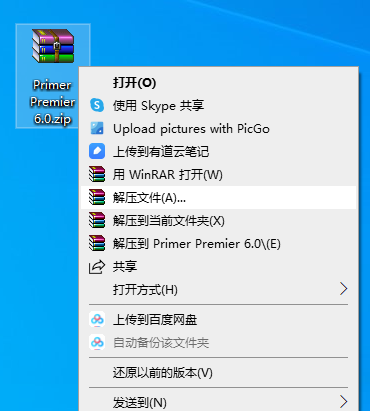 Primer
Premier
6.0.zip
打开(O)
使用 Skype 共享
Upload pictures with PicGo
上传到有道云笔记
用 WinRAR 打开(W)
解压文件(A)...
解压到当前文件夹(X)
解压到 Primer Premier 6.0\(E)
共享
打开方式(H)
上传到百度网盘
自动备份该文件夹
还原以前的版本(V)
发送到(N)